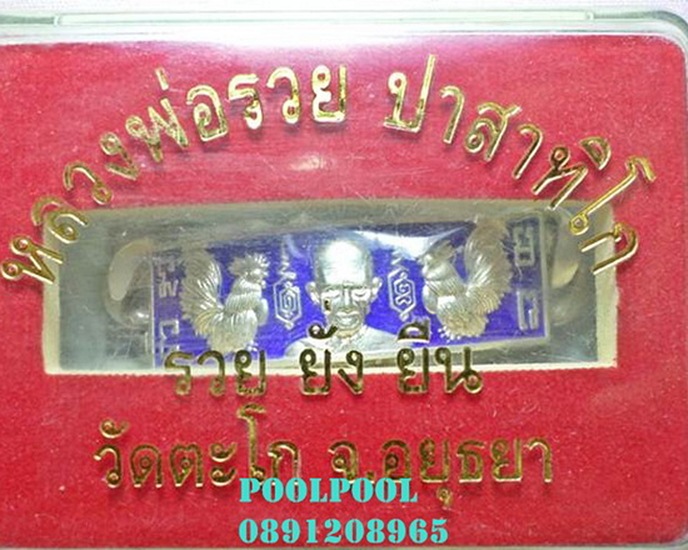 หลวงพ่อรวย ปาสาทิโก
รวย ยั่ง ยืน
วัดตะโก จ.อยุธยา
POOLPOOL
0891208965